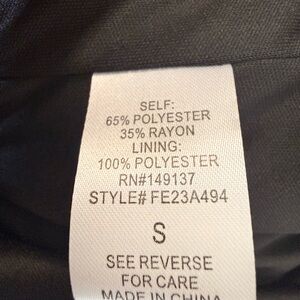 SELF:
65% POLYESTER
35% RAYON
LINING:
100% POLYESTER
RN#149137
STYLE# FE23A494
S
SEE REVERSE
FOR CARE
MADE IN CHINA